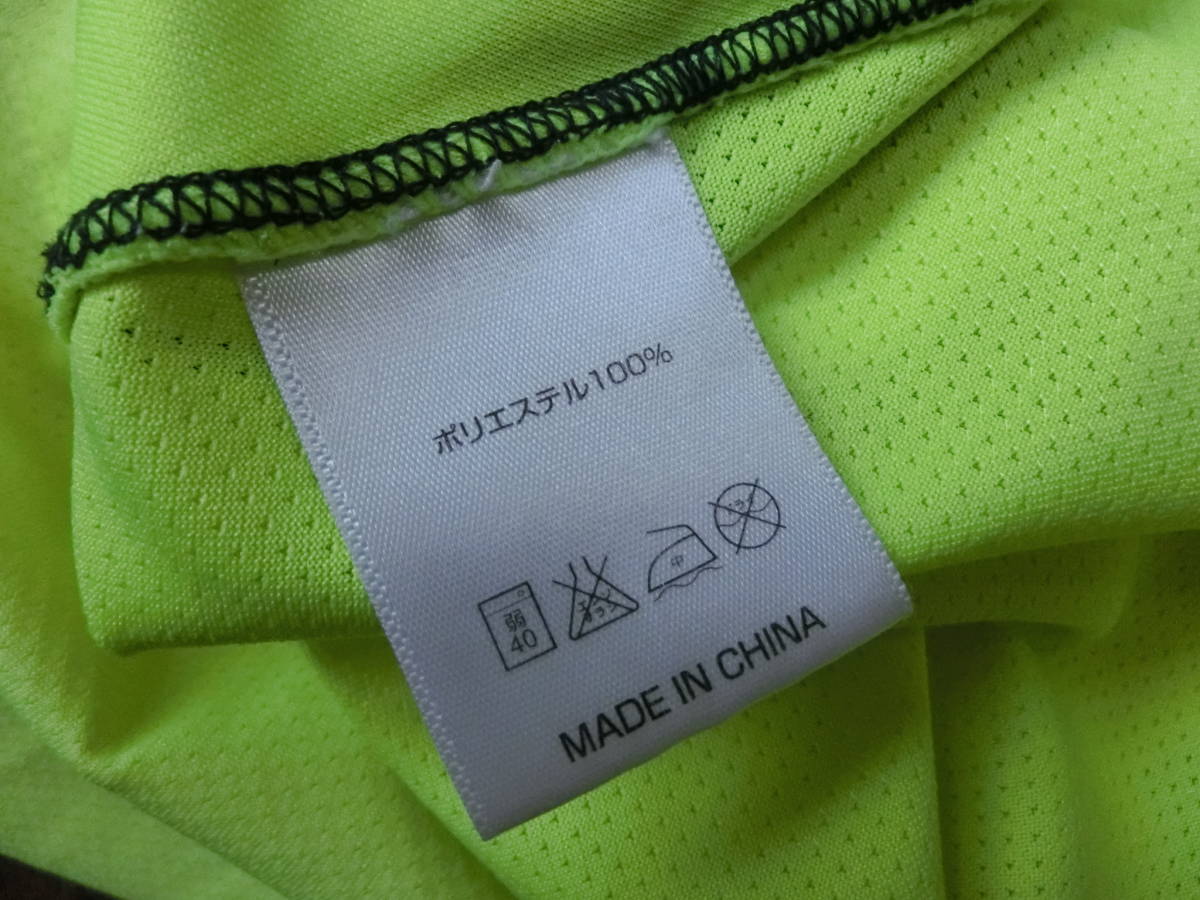 ポリエステル100%
弱
40
エンソ
サラシ
中
ドライ
MADE IN CHINA